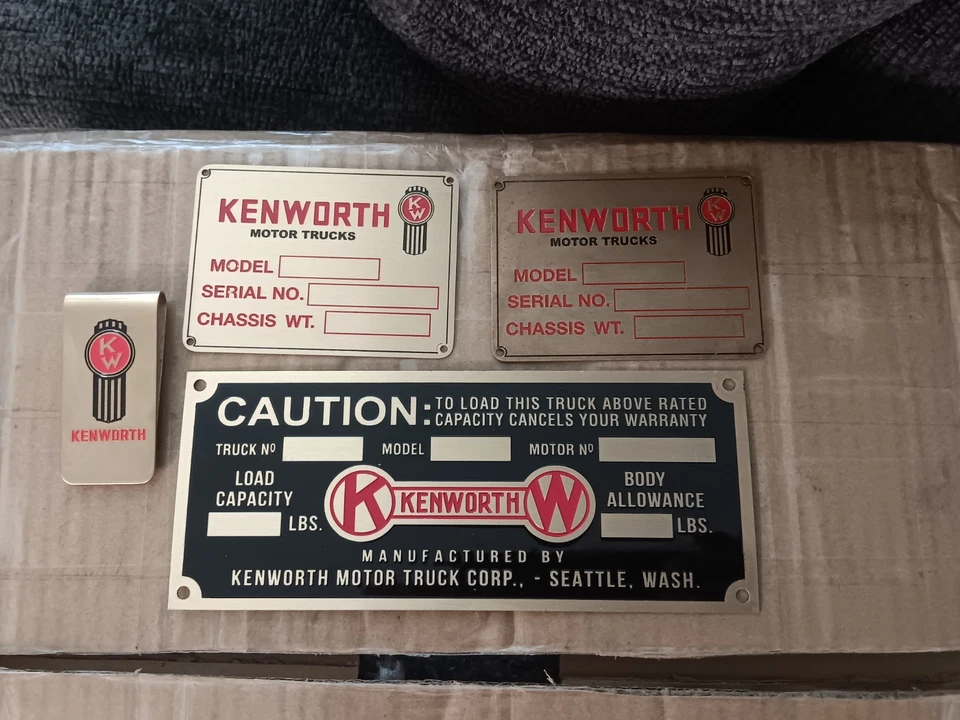 KENWORTH
MOTOR TRUCKS
KW
MODEL
SERIAL NO.
CHASSIS WT.
KENWORTH
MOTOR TRUCKS
KW
MODEL
SERIAL NO.
CHASSIS WT.
KW
KENWORTH
CAUTION: TO LOAD THIS TRUCK ABOVE RATED
CAPACITY CANCELS YOUR WARRANTY
TRUCK Nº MODEL MOTOR Nº
LOAD
CAPACITY
LBS.
K KENWORTH W
BODY
ALLOWANCE
LBS.
MANUFACTURED BY
KENWORTH MOTOR TRUCK CORP., - SEATTLE, WASH.